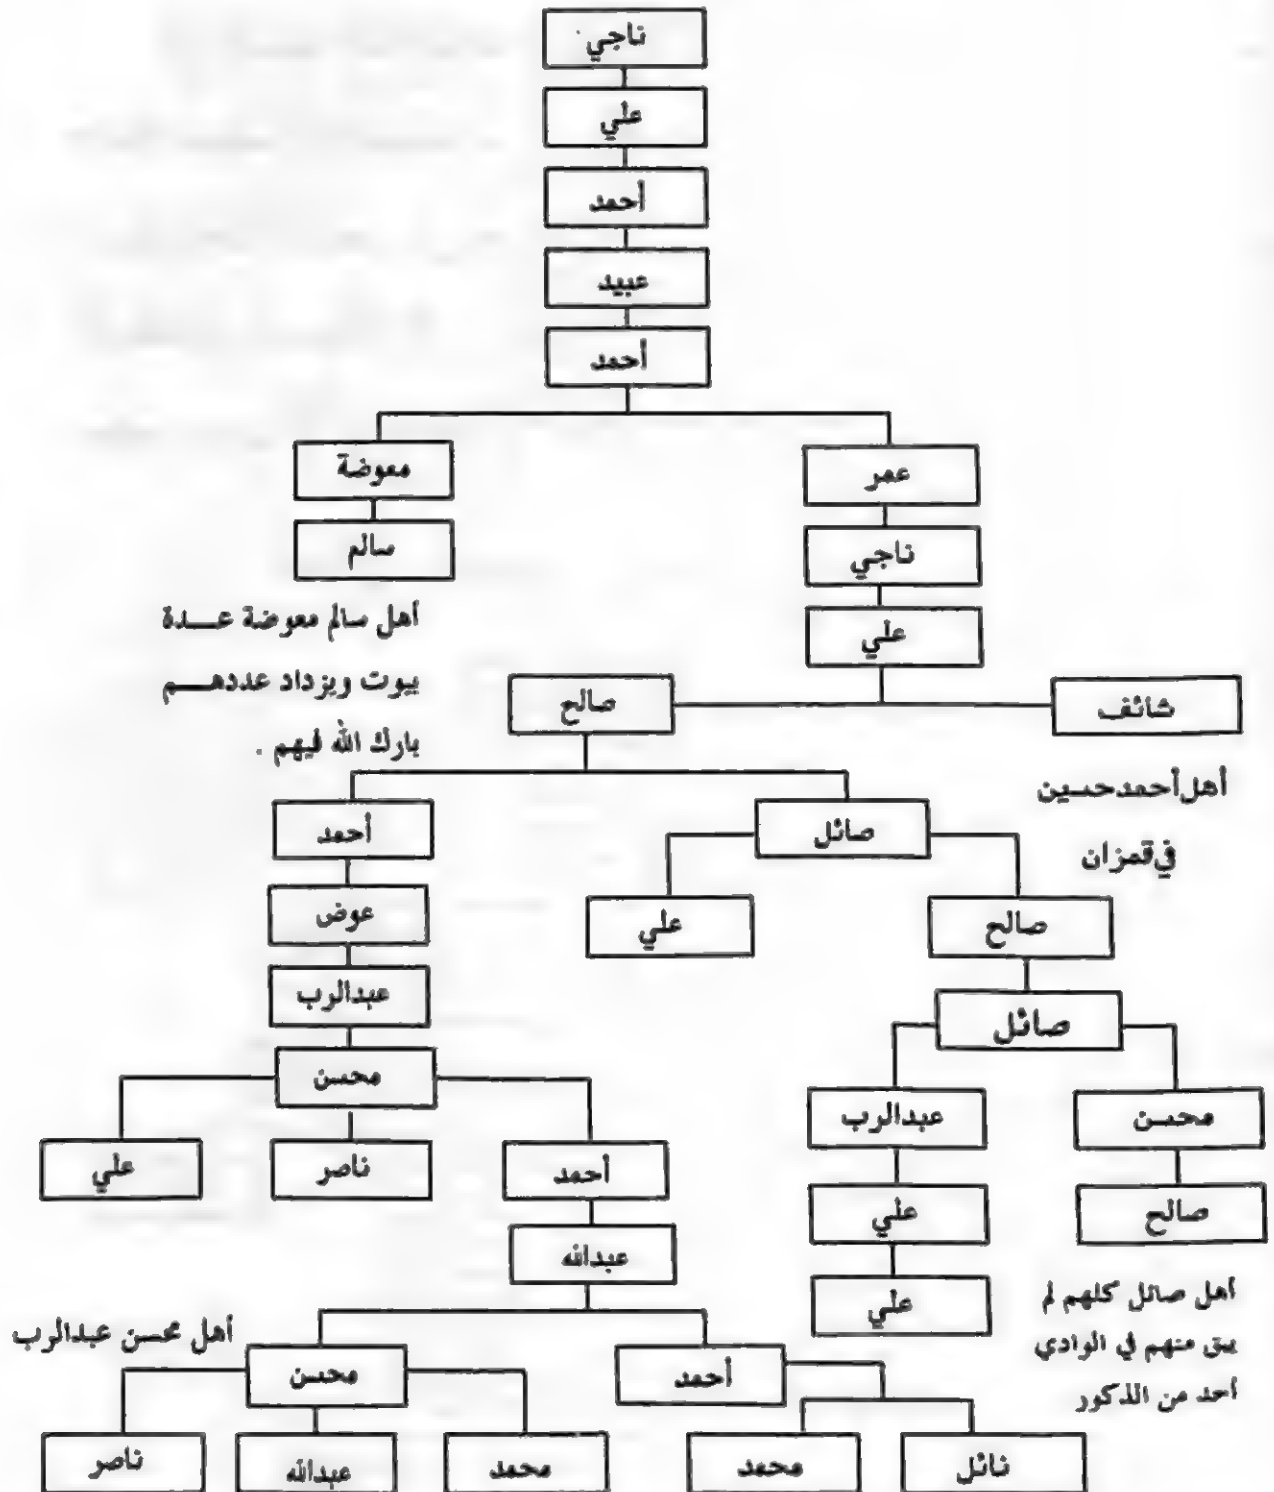 ناجي
علي
أحمد
عبيد
أحمد
عمر
معوضة
ناجي
سالم
علي
أهل سالم معوضة عـــدة
بيوت ويزداد عددهـــم
بارك الله فيهم .
شائف
صالح
أهل أحمد حسين
في قمزان
صائل
أحمد
صالح
علي
عوض
صائل
عبدالرب
محسن
محسن
عبدالرب
أحمد
ناصر
علي
صالح
علي
عبدالله
علي
أهل صائل كلهم لم
يبق منهم في الوادي
أحد من الذكور
أهل محسن عبدالرب
أحمد
محسن
نائل
محمد
محمد
عبدالله
ناصر